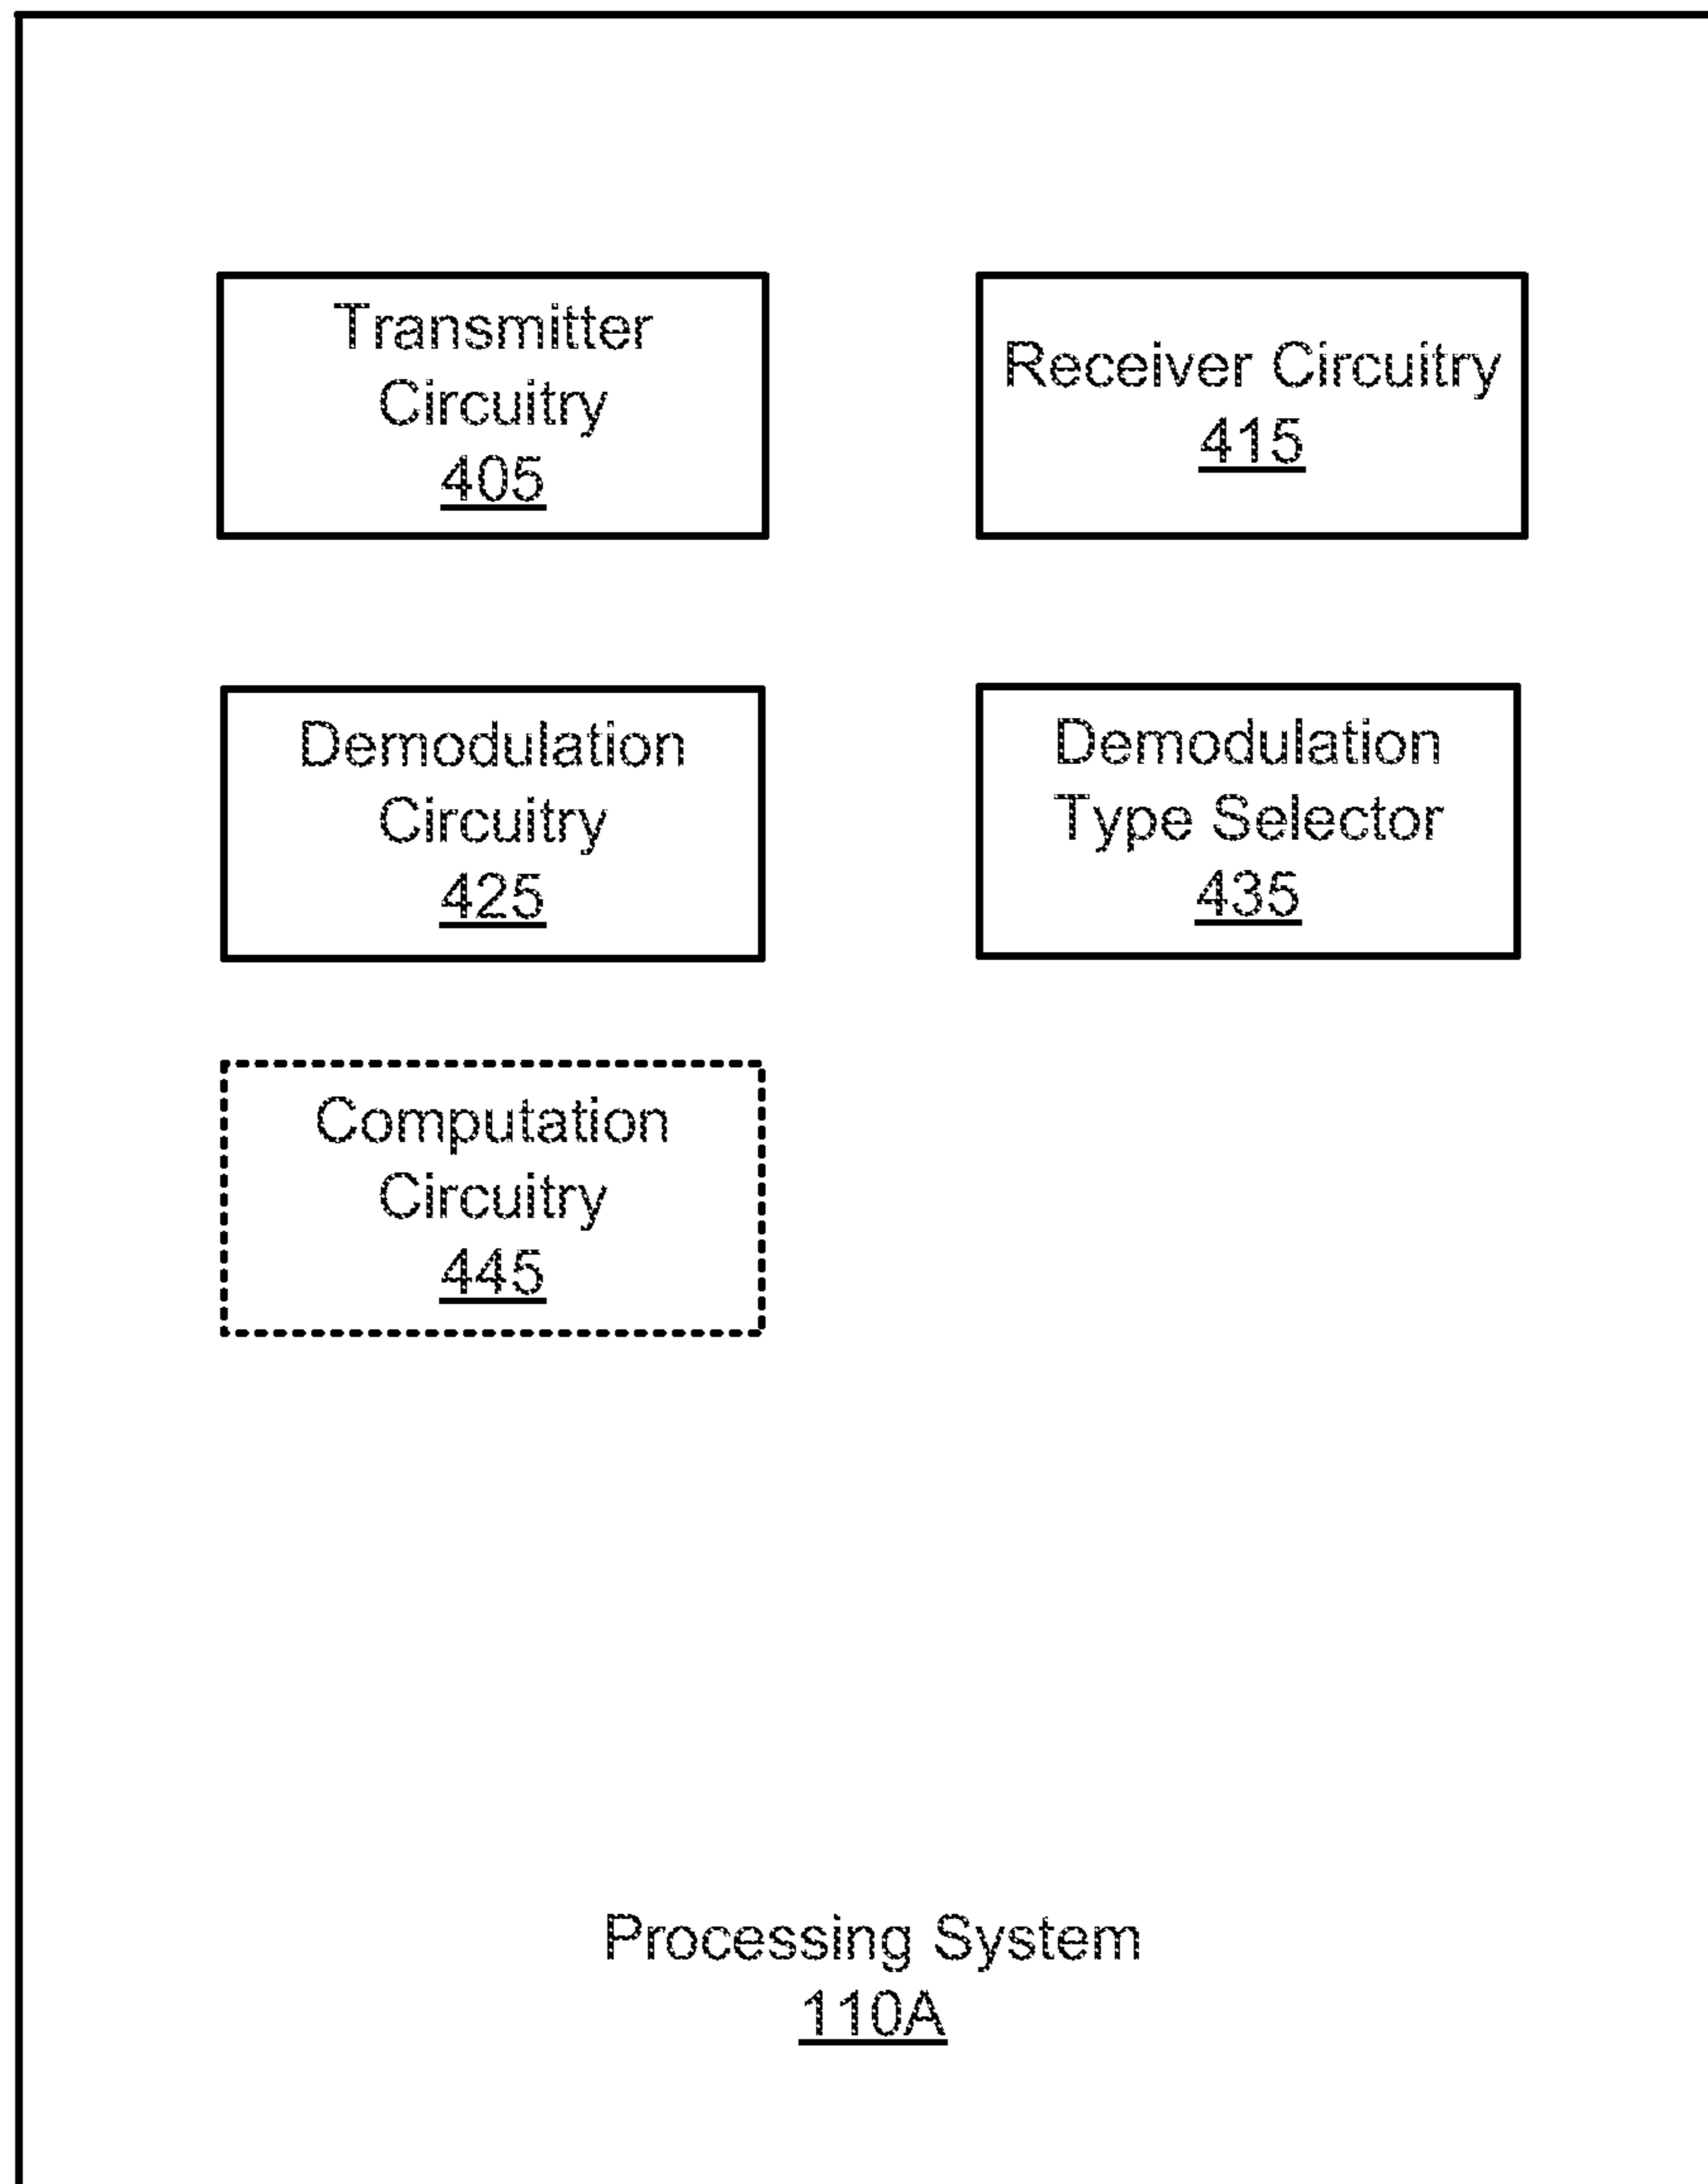 Transmitter
Circuitry
405
Receiver Circuitry
415
Demodulation
Circuitry
425
Demodulation
Type Selector
435
Computation
Circuitry
445
Processing System
110A